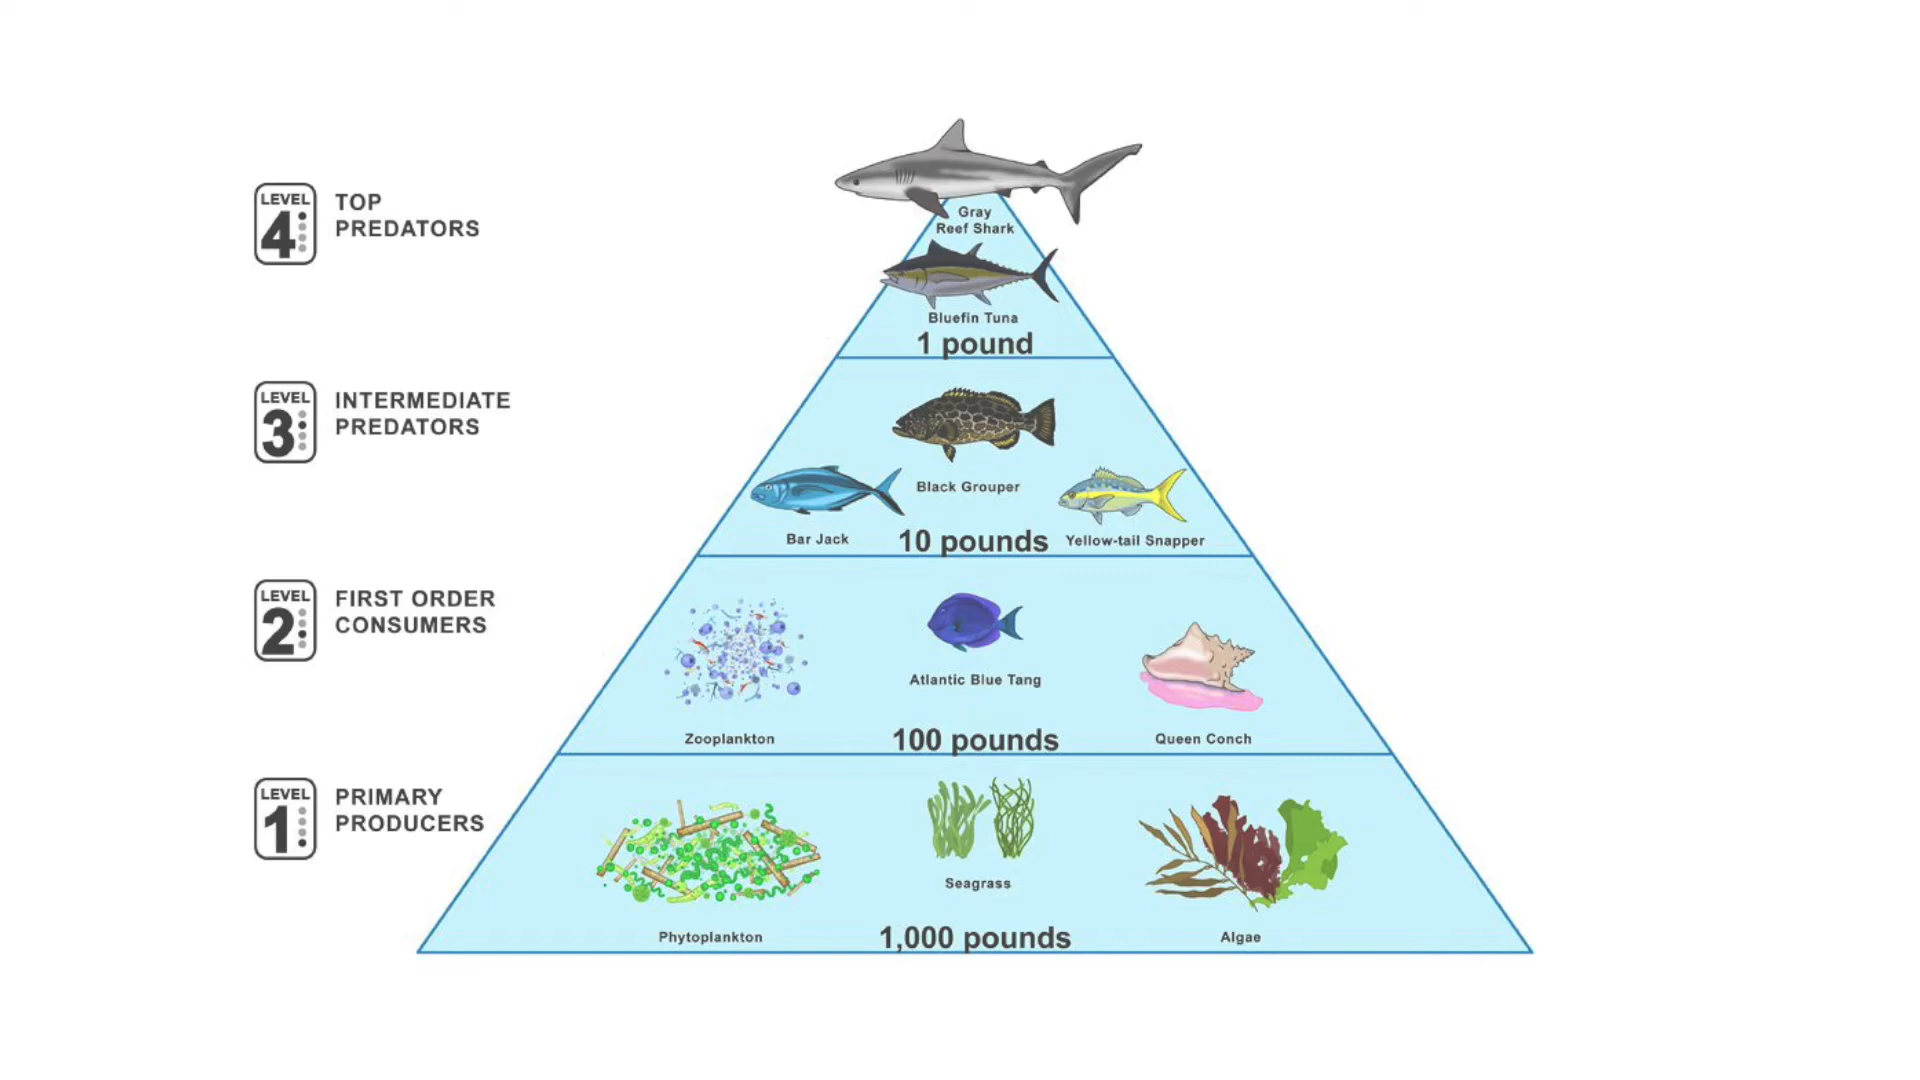 LEVEL
4
TOP
PREDATORS
Gray
Reef Shark
Bluefin Tuna
1 pound
LEVEL
3
INTERMEDIATE
PREDATORS
Black Grouper
Bar Jack
10 pounds
Yellow-tail Snapper
LEVEL
2
FIRST ORDER
CONSUMERS
Atlantic Blue Tang
Zooplankton
100 pounds
Queen Conch
LEVEL
1
PRIMARY
PRODUCERS
Seagrass
Phytoplankton
1,000 pounds
Algae